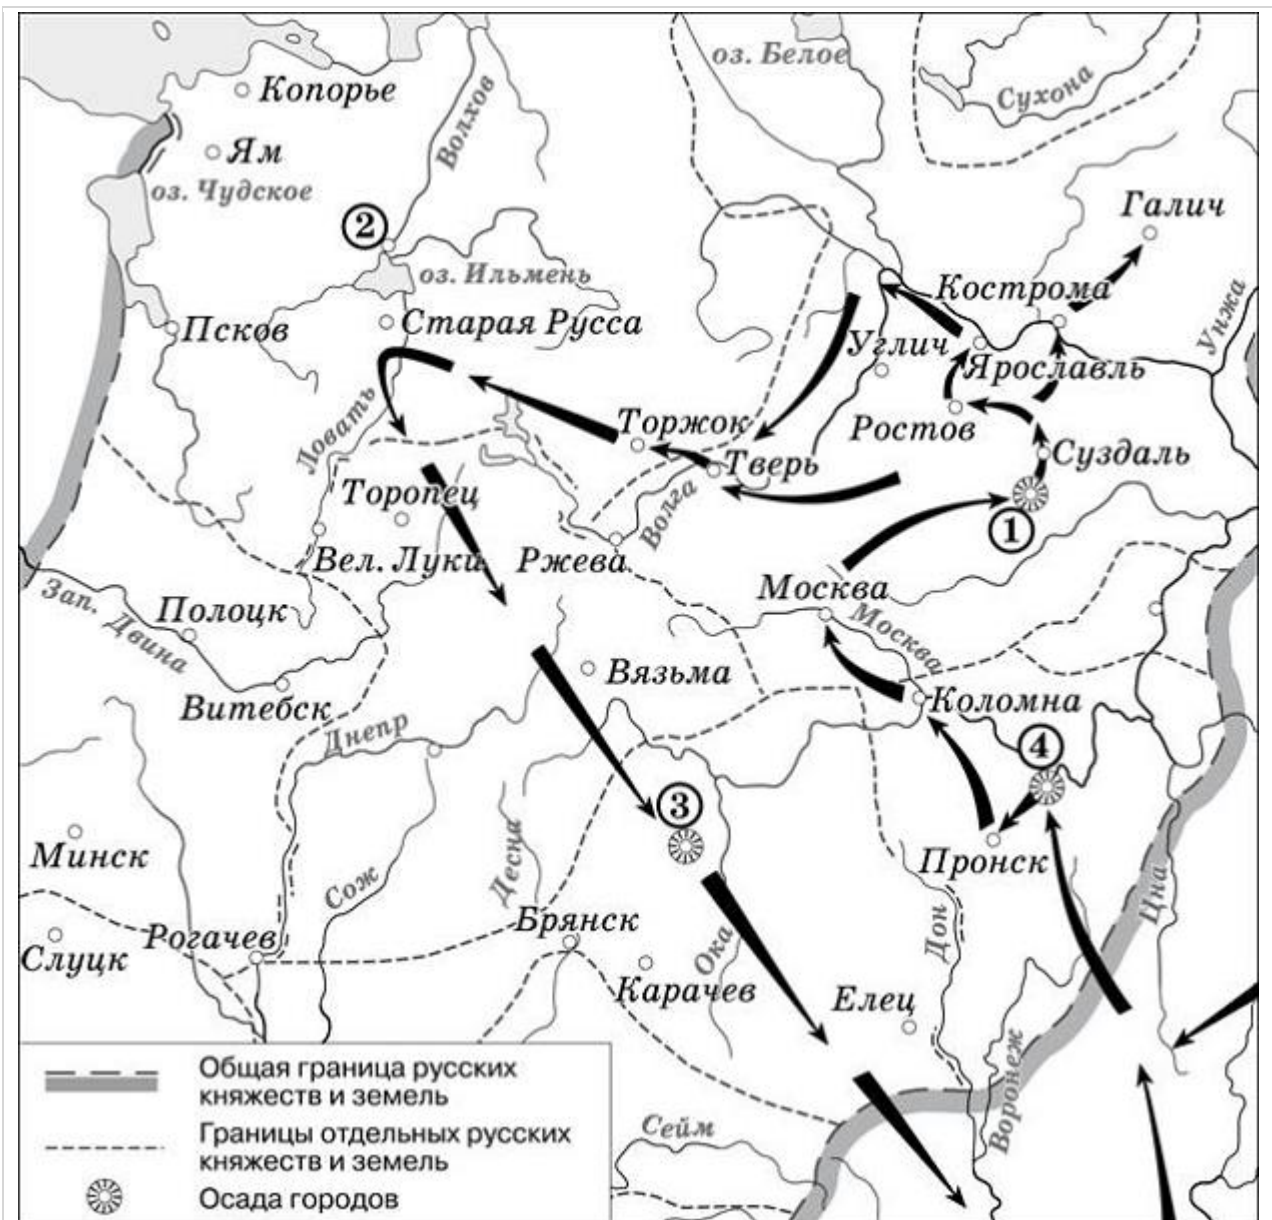 оз. Белое
Сухона
Копорье
Волхов
Ям
оз. Чудское
Галич
2
оз. Ильмень
Кострома
Унжа
Псков
Старая Русса
Углич
Ярославль
Ловать
Торжок
Ростов
Тверь
Суздаль
Торопец
Волга
1
Вел. Луки
Ржева
Москва
Зап. Двина
Полоцк
Москва
Вязьма
Витебск
Коломна
Днепр
4
3
Минск
Пронск
Десна
Сож
Цна
Брянск
Дон
Рогачев
Слуцк
Ока
Карачев
Елец
Воронеж
Сейм
Общая граница русских
княжеств и земель
Границы отдельных русских
княжеств и земель
Осада городов